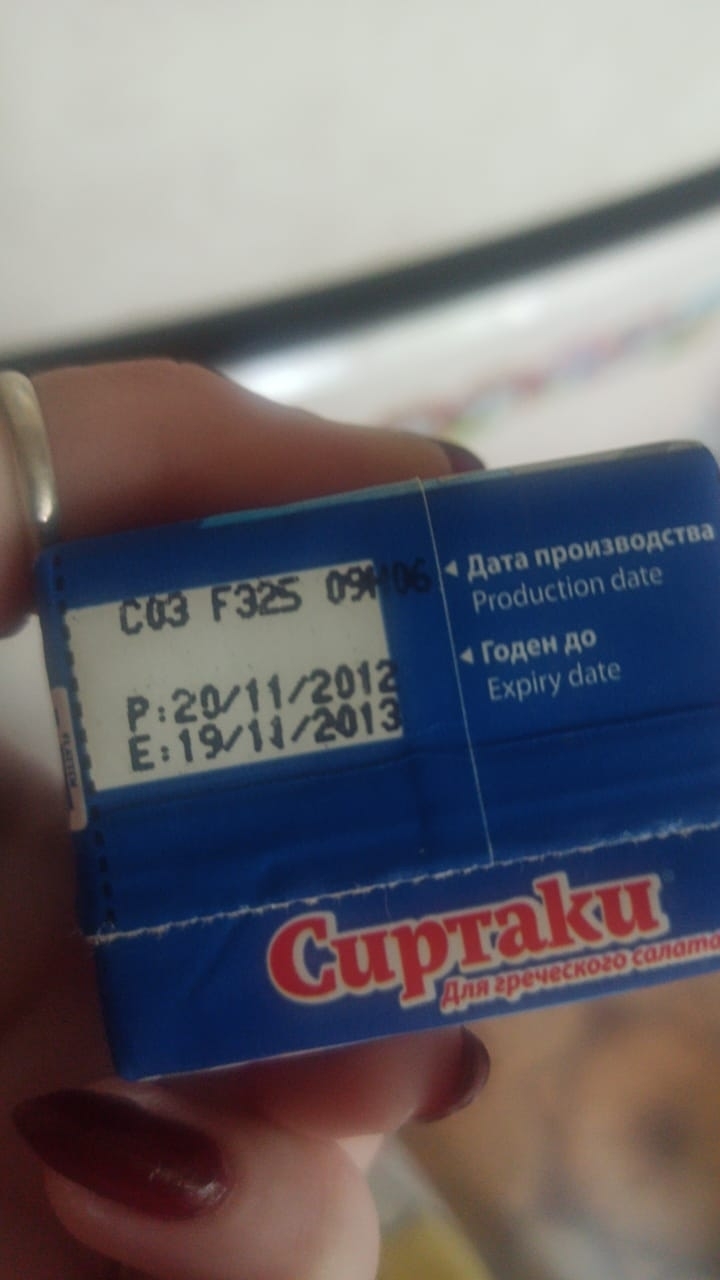 C03 F325 09H06
P:20/11/2012
E:19/11/2013
Дата производства
Production date
Годен до
Expiry date
Сиртаки
Для греческого салата